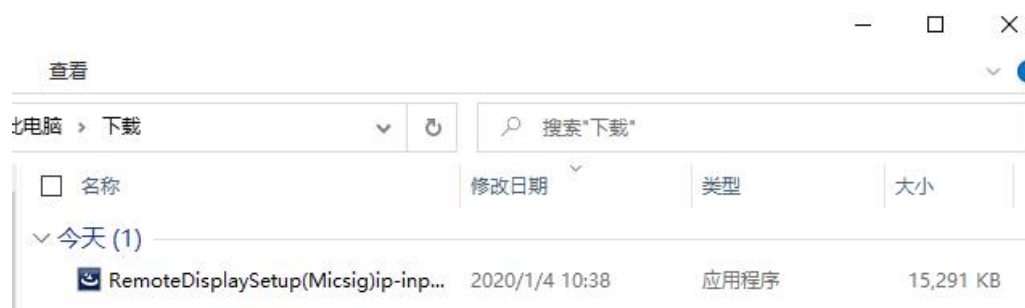 查看
此电脑 > 下载 搜索"下载"
名称 修改日期 类型 大小
今天 (1)
RemoteDisplaySetup(Micsig)ip-inp... 2020/1/4 10:38 应用程序 15,291 KB